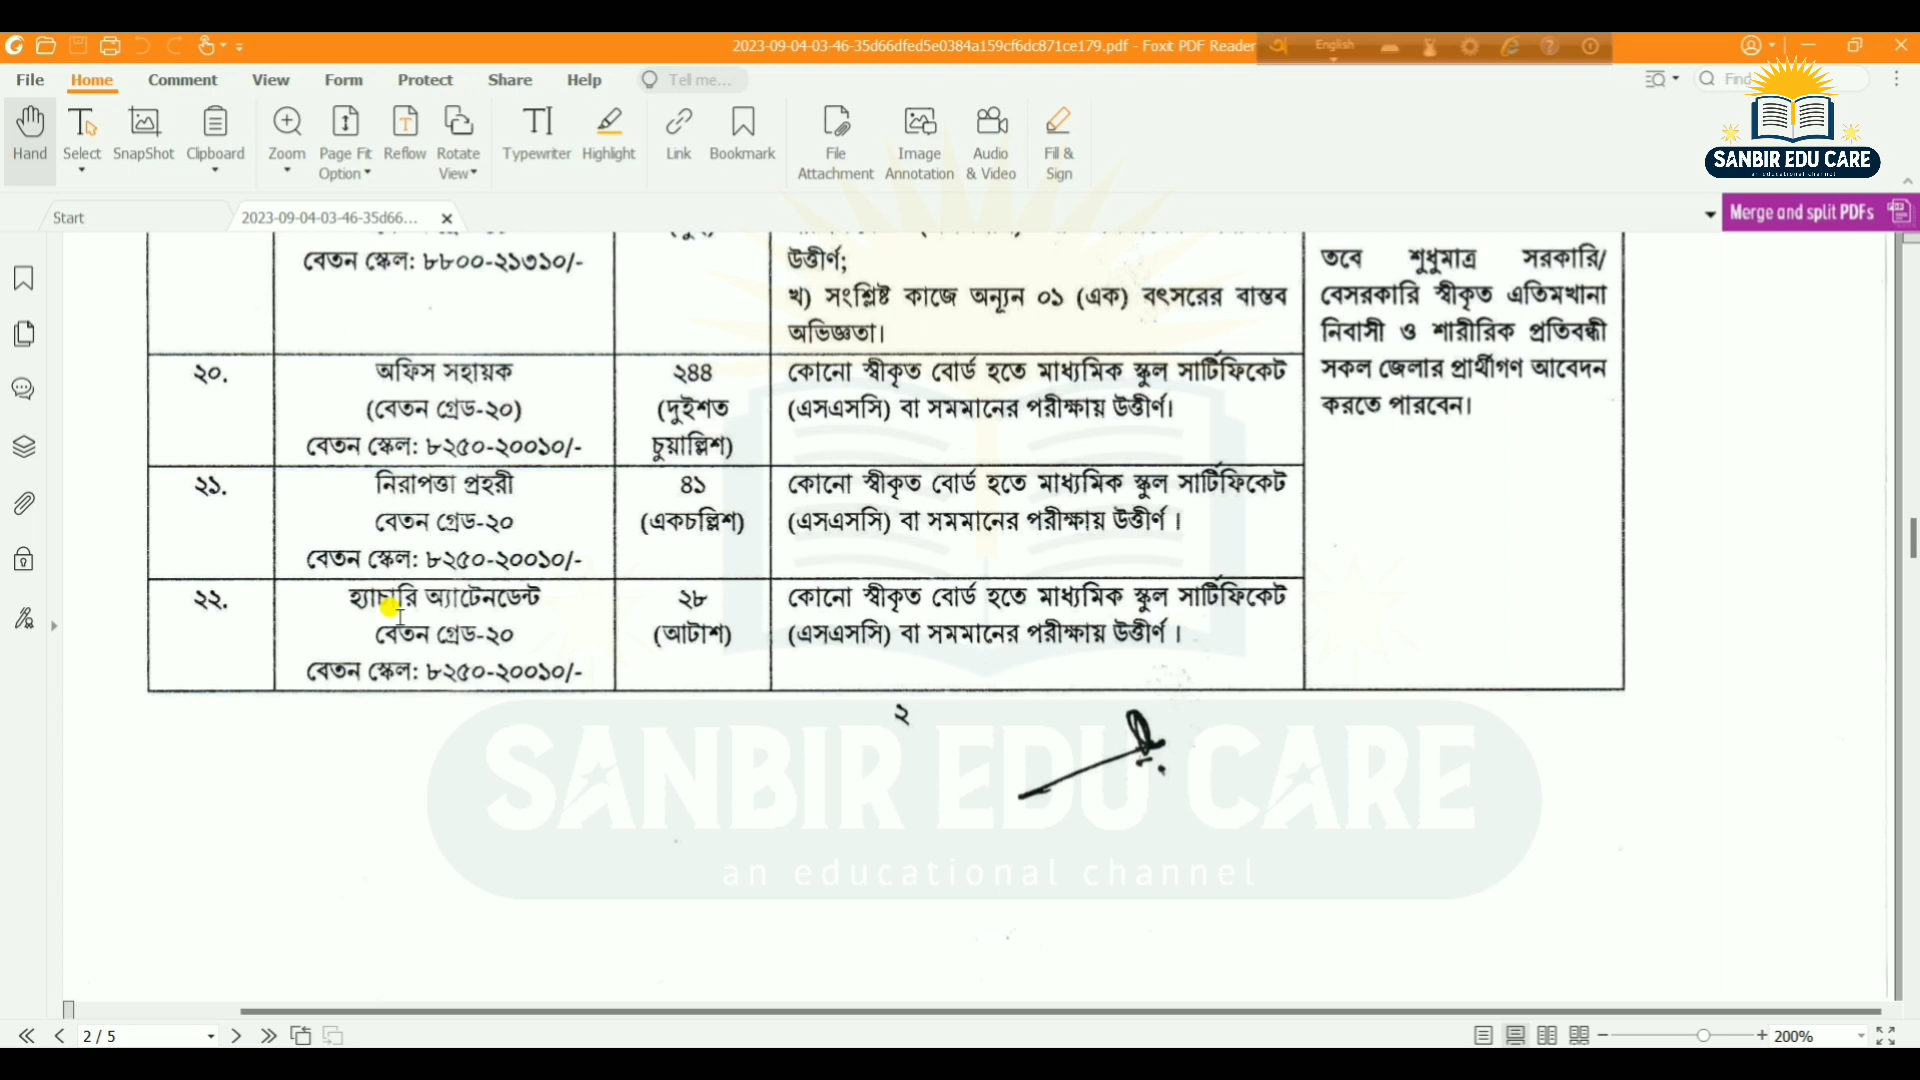 2023-09-04-03-46-35d66dfed5e0384a159cf6dc871ce179.pdf - Foxit PDF Reader
English
File Home Comment View Form Protect Share Help Tell me... Find
Hand Select SnapShot Clipboard Zoom Page Fit Option Reflow Rotate View Typewriter Highlight Link Bookmark File Attachment Image Annotation Audio & Video Fill & Sign
SANBIR EDU CARE
an educational channel
Start 2023-09-04-03-46-35d66... Merge and split PDFs
বেতন স্কেল: ৮৮০০-২১৩১০/-
উত্তীর্ণ;
খ) সংশ্লিষ্ট কাজে অন্যূন ০১ (এক) বৎসরের বাস্তব
অভিজ্ঞতা।
তবে শুধুমাত্র সরকারি/
বেসরকারি স্বীকৃত এতিমখানা
নিবাসী ও শারীরিক প্রতিবন্ধী
সকল জেলার প্রার্থীগণ আবেদন
করতে পারবেন।
২০.
অফিস সহায়ক
(বেতন গ্রেড-২০)
বেতন স্কেল: ৮২৫০-২০০১০/-
২৪৪
(দুইশত
চুয়াল্লিশ)
কোনো স্বীকৃত বোর্ড হতে মাধ্যমিক স্কুল সার্টিফিকেট
(এসএসসি) বা সমমানের পরীক্ষায় উত্তীর্ণ।
২১.
নিরাপত্তা প্রহরী
বেতন গ্রেড-২০
বেতন স্কেল: ৮২৫০-২০০১০/-
৪১
(একচল্লিশ)
কোনো স্বীকৃত বোর্ড হতে মাধ্যমিক স্কুল সার্টিফিকেট
(এসএসসি) বা সমমানের পরীক্ষায় উত্তীর্ণ ।
২২.
হ্যাচারি অ্যাটেনডেন্ট
বেতন গ্রেড-২০
বেতন স্কেল: ৮২৫০-২০০১০/-
২৮
(আটাশ)
কোনো স্বীকৃত বোর্ড হতে মাধ্যমিক স্কুল সার্টিফিকেট
(এসএসসি) বা সমমানের পরীক্ষায় উত্তীর্ণ ।
২
SANBIR EDU CARE
an educational channel
2 / 5 200%